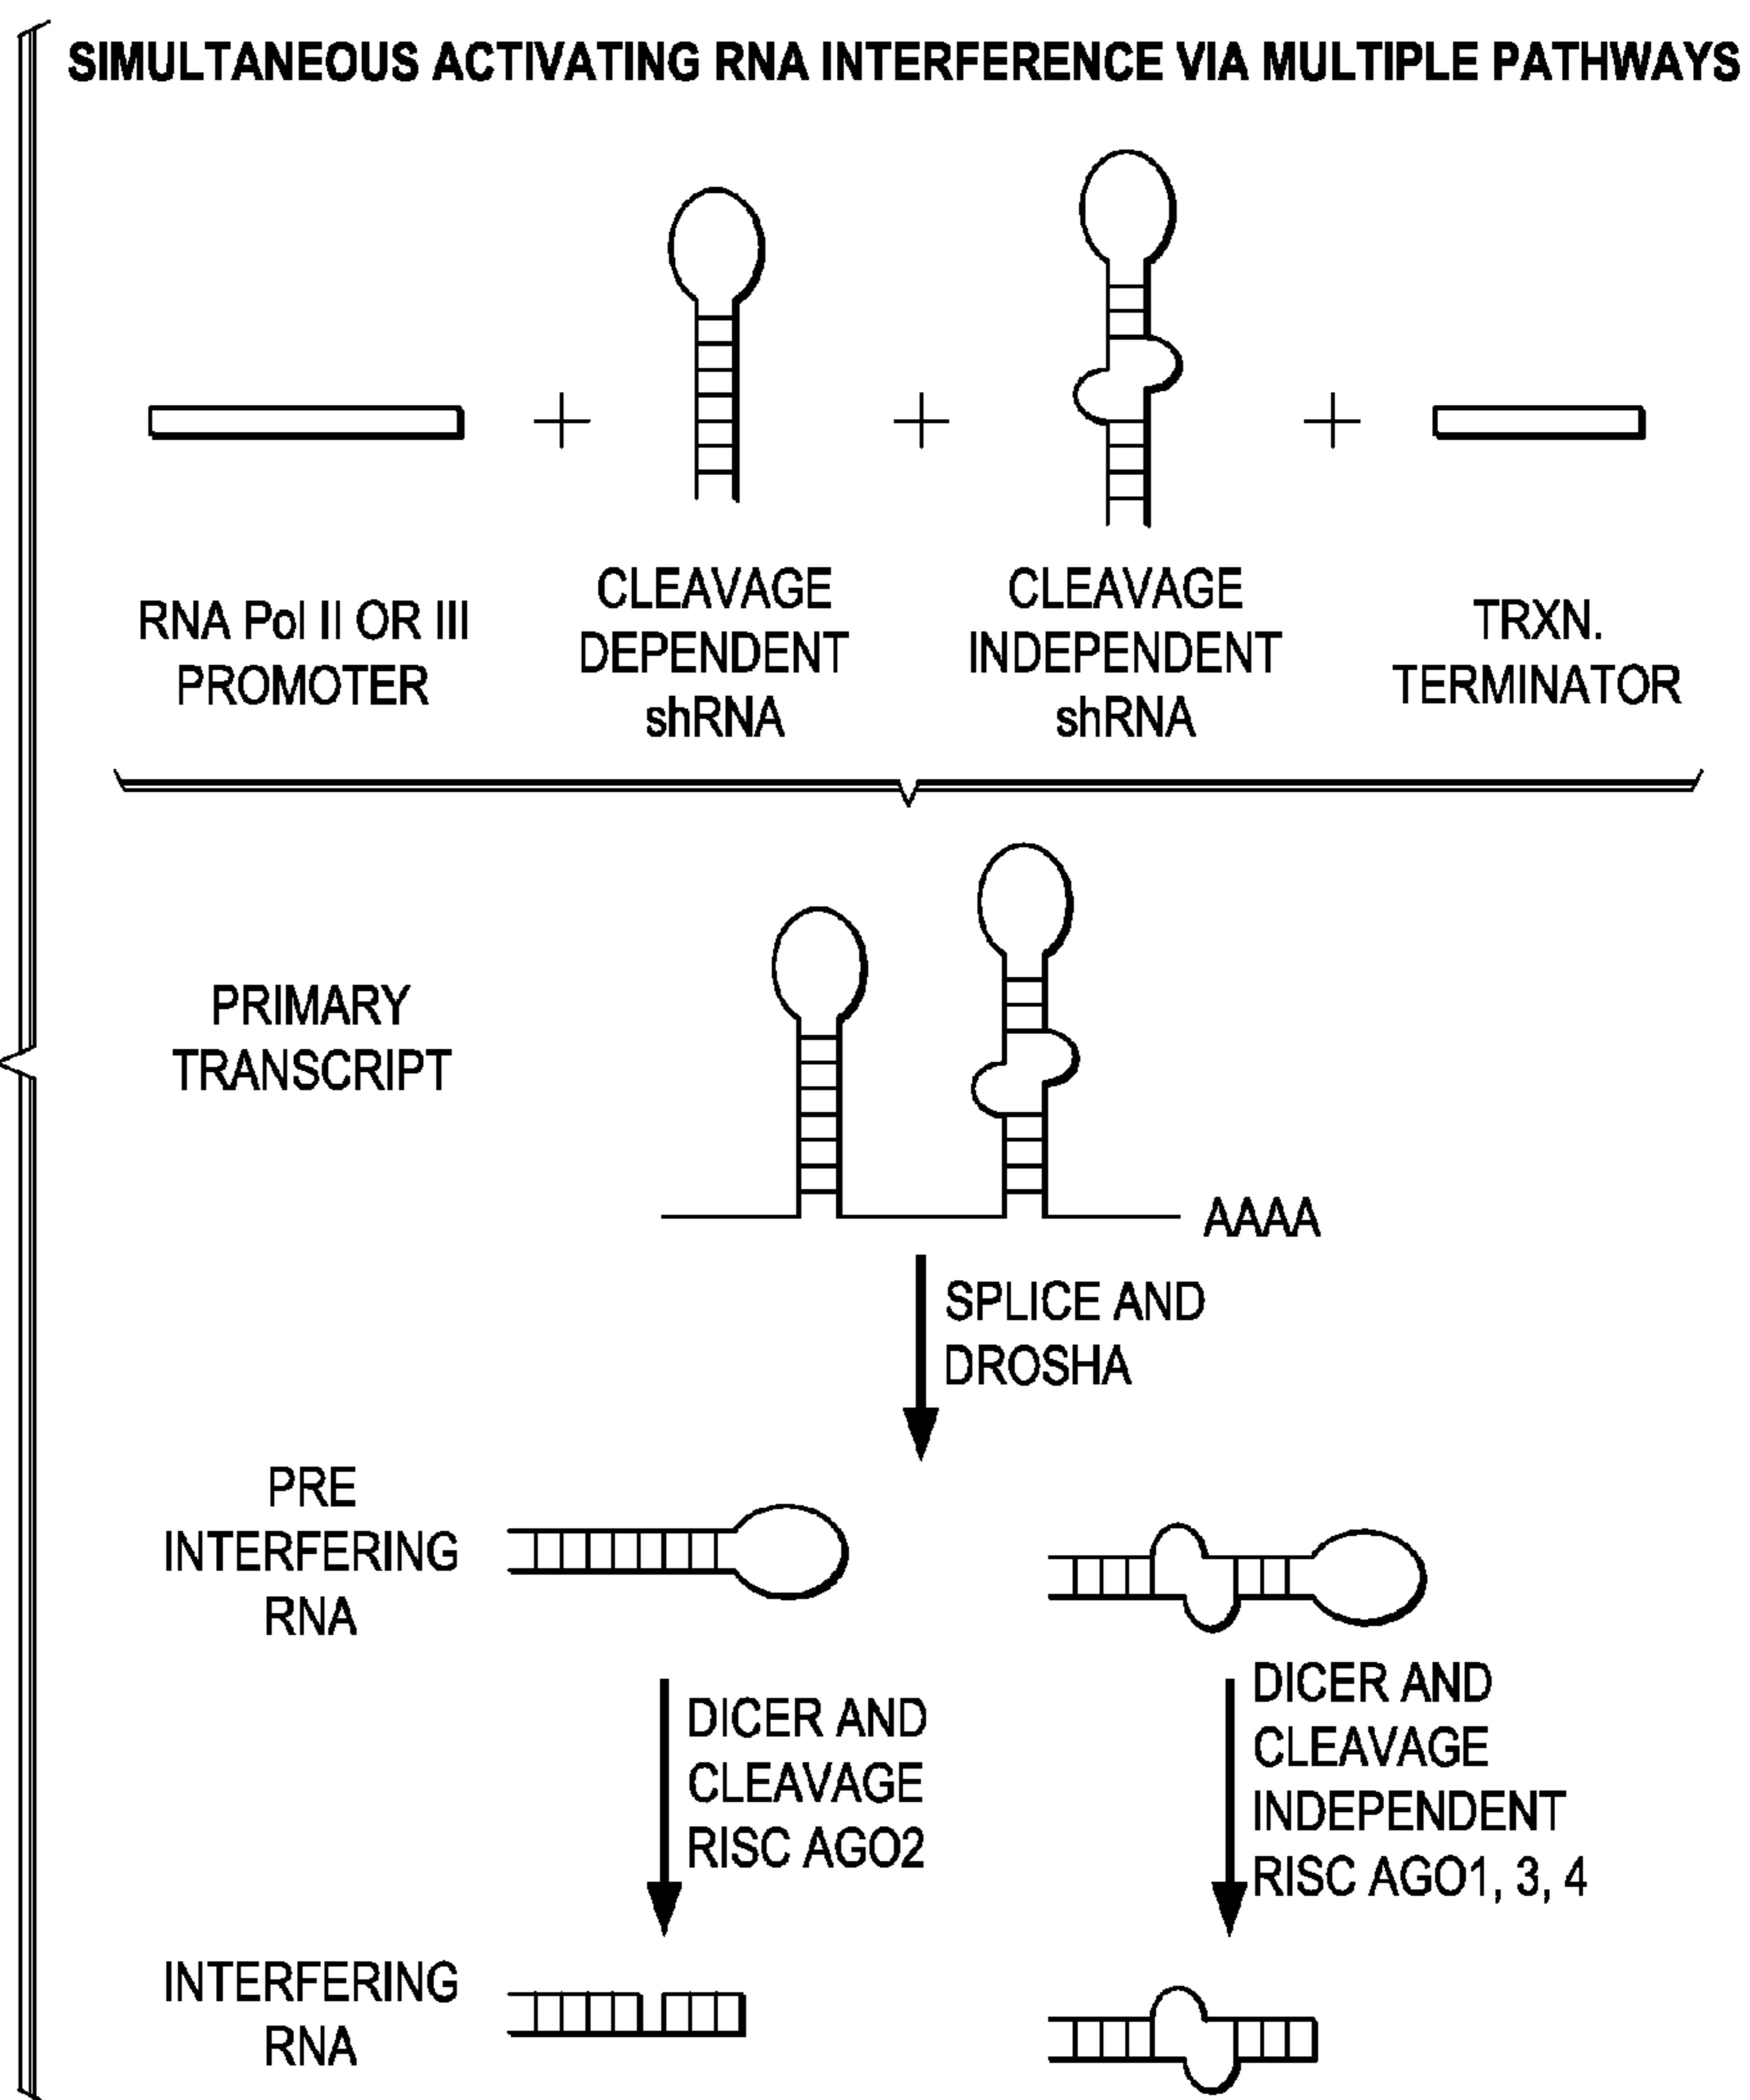 SIMULTANEOUS ACTIVATING RNA INTERFERENCE VIA MULTIPLE PATHWAYS
RNA Pol II OR III
PROMOTER
CLEAVAGE
DEPENDENT
shRNA
CLEAVAGE
INDEPENDENT
shRNA
TRXN.
TERMINATOR
PRIMARY
TRANSCRIPT
AAAA
SPLICE AND
DROSHA
PRE
INTERFERING
RNA
DICER AND
CLEAVAGE
RISC AGO2
DICER AND
CLEAVAGE
INDEPENDENT
RISC AGO1, 3, 4
INTERFERING
RNA